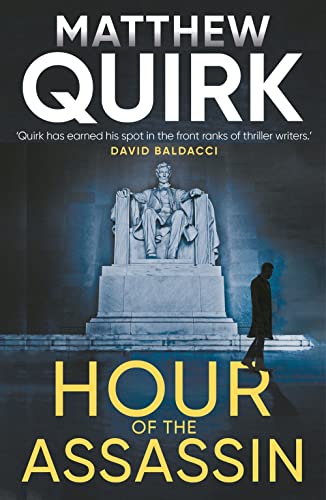 MATTHEW
QUIRK
‘Quirk has earned his spot in the front ranks of thriller writers.’
DAVID BALDACCI
HOUR
OF THE
ASSASSIN